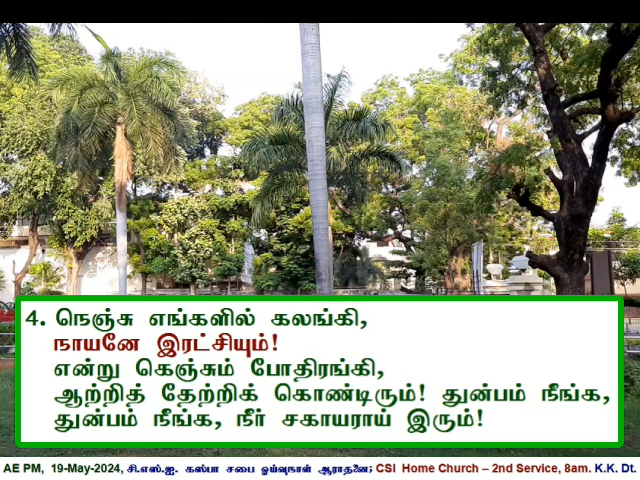 4. நெஞ்சு எங்களில் கலங்கி,
நாயனே இரட்சியும்!
என்று கெஞ்சும் போதிரங்கி,
ஆற்றித் தேற்றிக் கொண்டிரும்! துன்பம் நீங்க,
துன்பம் நீங்க, நீர் சகாயராய் இரும்!
AE PM, 19-May-2024, சி.எஸ்.ஐ. கஸ்பா சபை ஓய்வுநாள் ஆராதனை; CSI Home Church – 2nd Service, 8am. K.K. Dt.